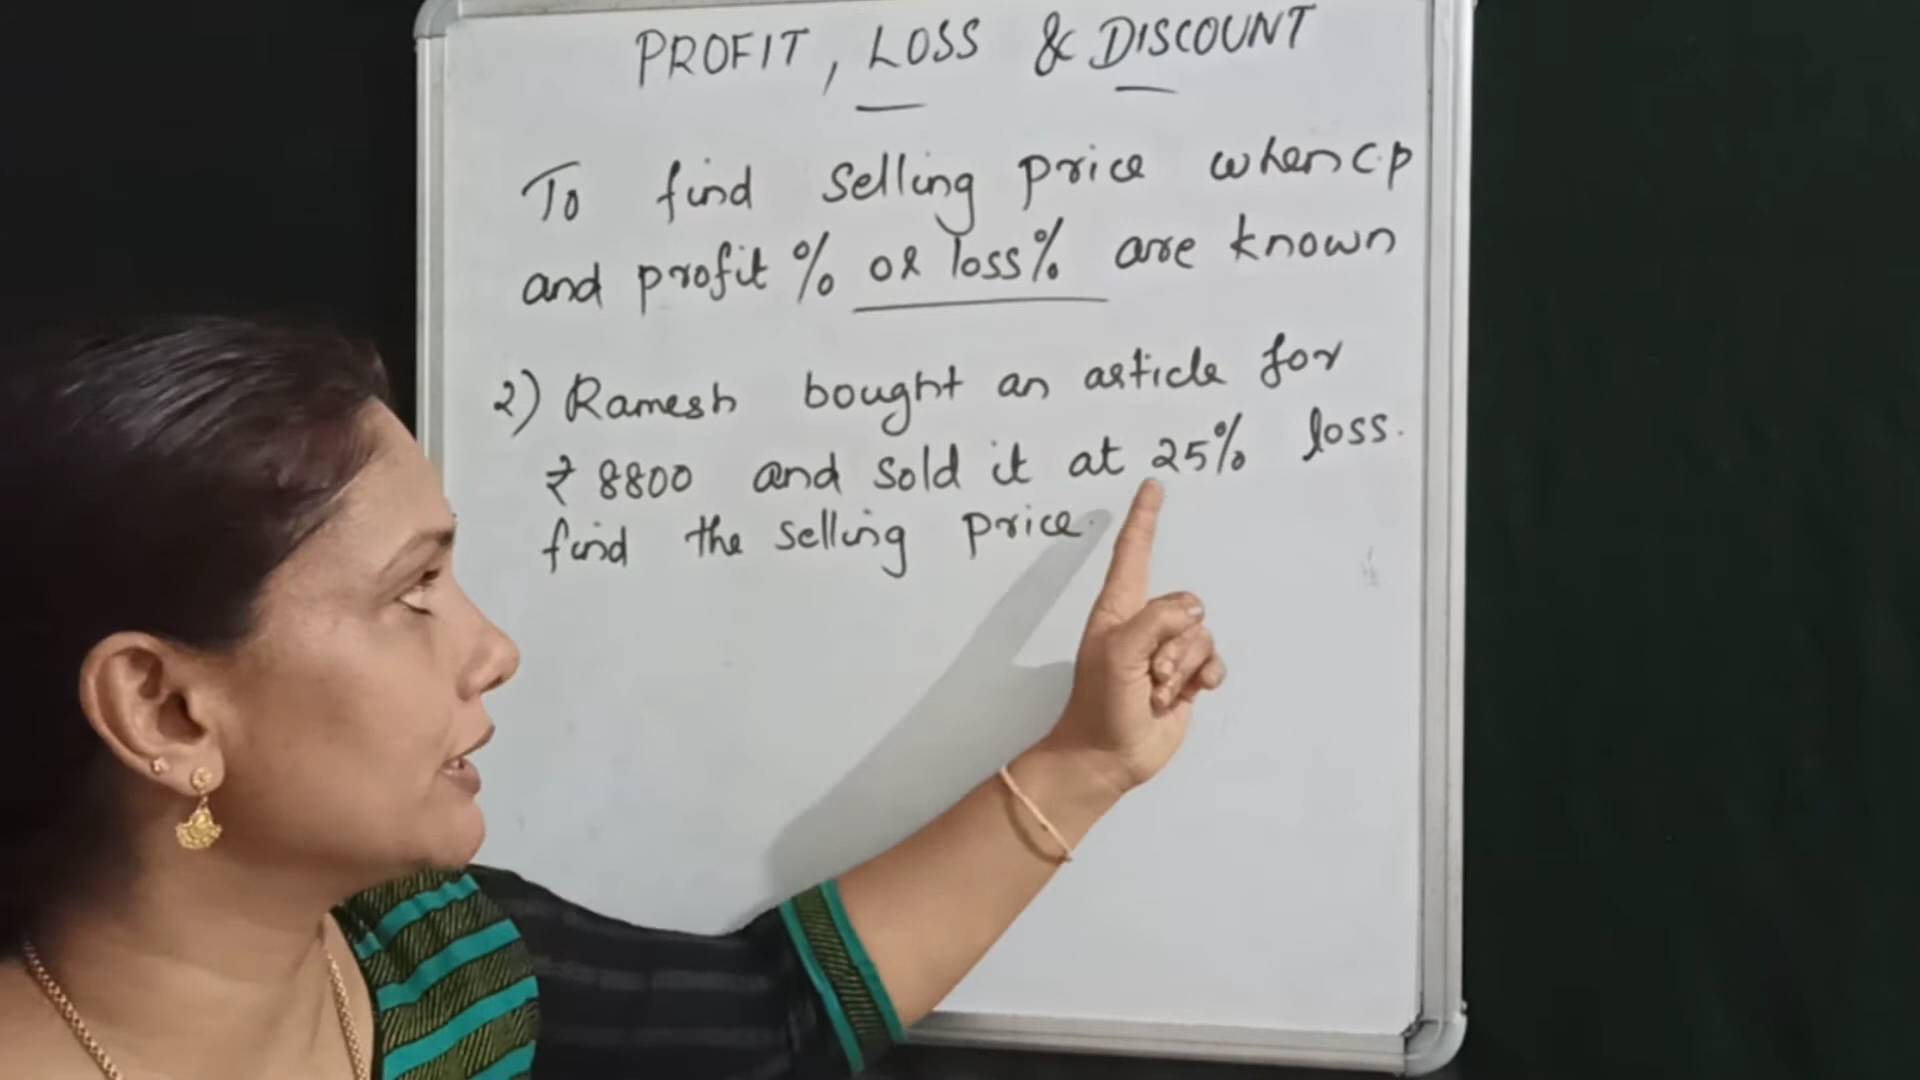 PROFIT, LOSS & DISCOUNT
To find selling price when C.P
and profit % or loss% are known
2) Ramesh bought an article for
₹ 8800 and sold it at 25% loss.
find the selling price.